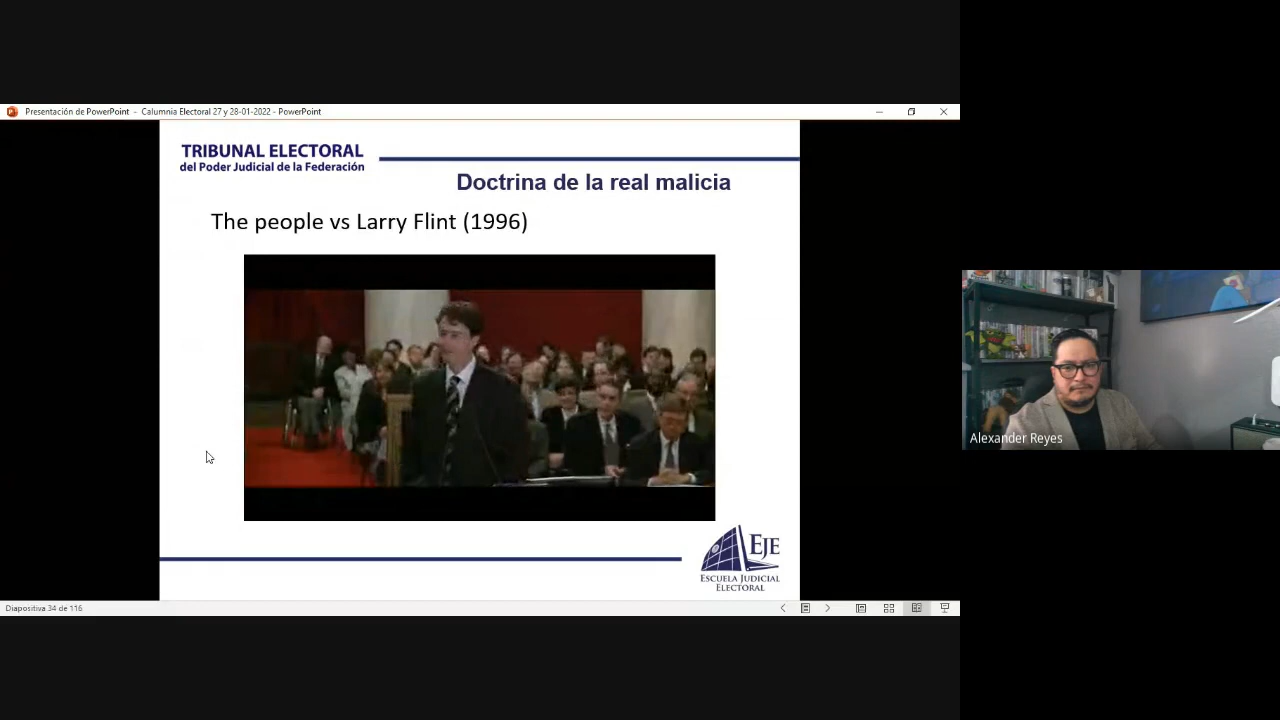 Presentación de PowerPoint - Calumnia Electoral 27 y 28-01-2022 - PowerPoint
TRIBUNAL ELECTORAL
del Poder Judicial de la Federación
Doctrina de la real malicia
The people vs Larry Flint (1996)
Alexander Reyes
EJE
ESCUELA JUDICIAL
ELECTORAL
Diapositiva 34 de 116